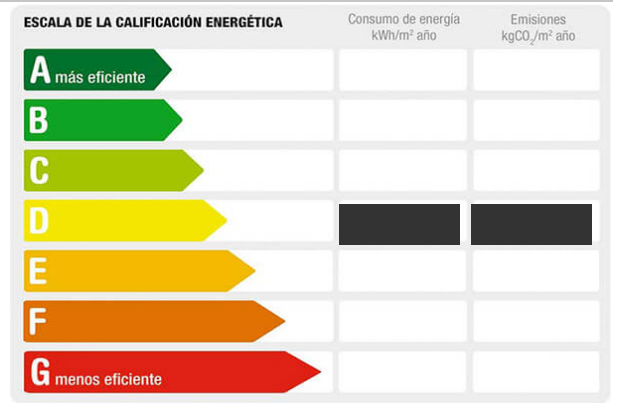 ESCALA DE LA CALIFICACIÓN ENERGÉTICA
Consumo de energía
kWh/m² año
Emisiones
kgCO₂/m² año
A más eficiente
B
C
D
E
F
G menos eficiente